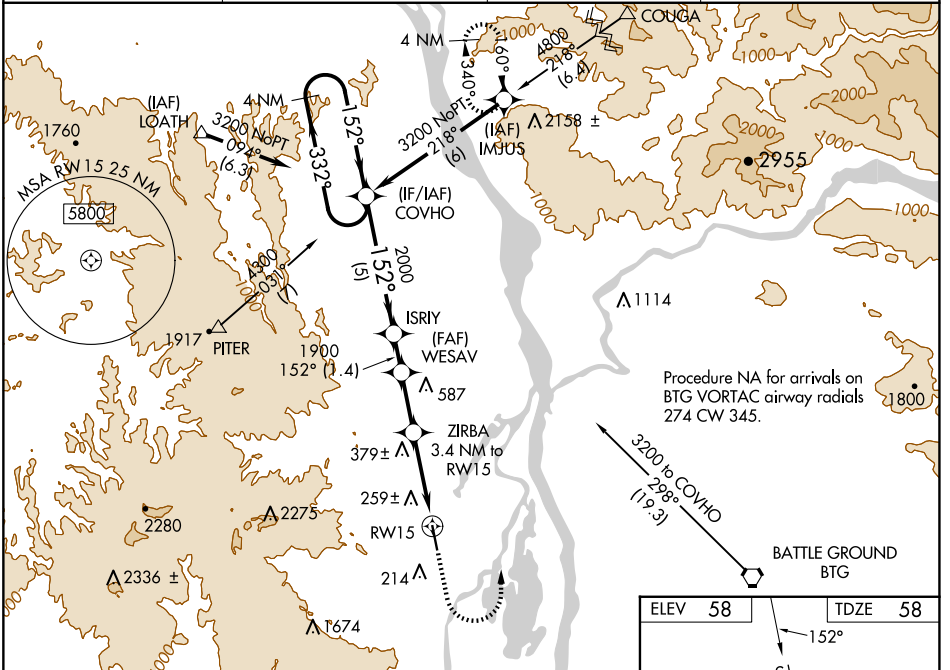 COUGA
1000
4 NM
4800
218°
(6.4)
160°
340°
1000
1000
2000
(IAF)
LOATH
4 NM
3200 NoPT
094°
(6.3)
152°
332°
3200 NoPT
218°
(6)
(IAF)
IMJUS
2158 ±
2000
1000
2955
1760
MSA RW15 25 NM
5800
(IF/IAF)
COVHO
1000
1000
4300
031°
(7)
2000
152°
(5)
1114
1917
PITER
ISRIY
(FAF)
WESAV
1900
152° (1.4)
587
Procedure NA for arrivals on
BTG VORTAC airway radials
274 CW 345.
1800
ZIRBA
3.4 NM to
RW15
379±
3200 to COVHO
298°
(19.3)
259±
2280
2275
RW15
BATTLE GROUND
BTG
2336 ±
214
1674
ELEV 58
TDZE 58
152°